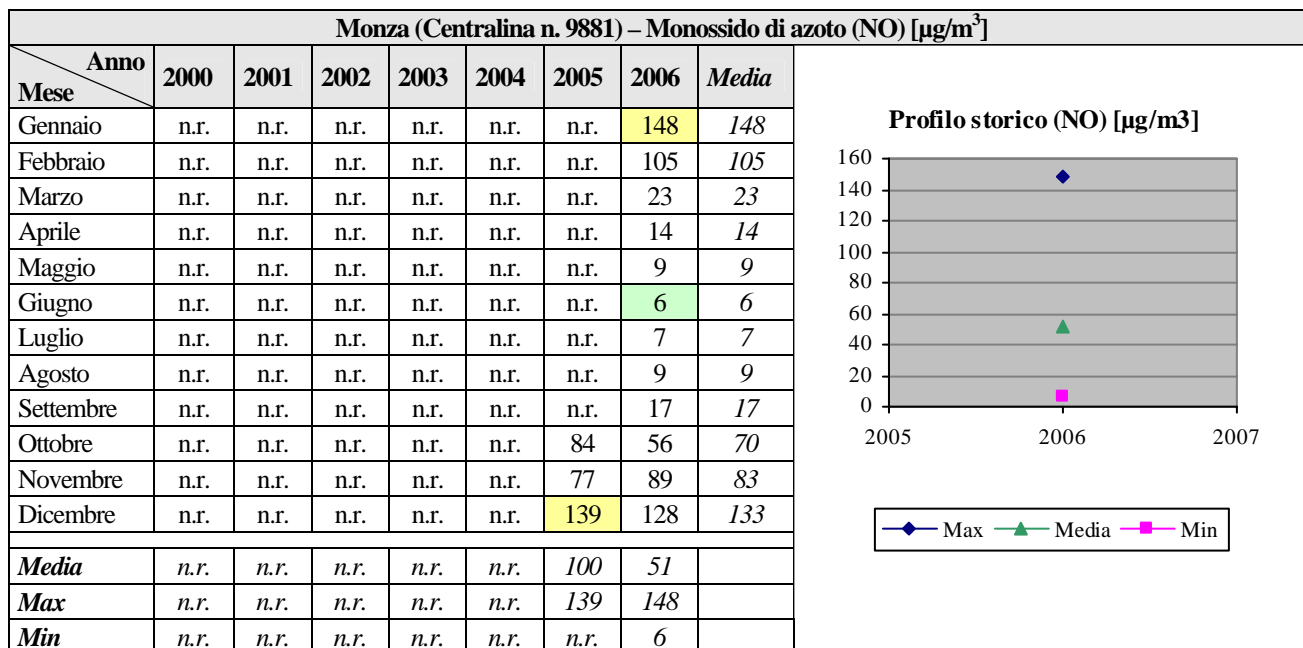 Monza (Centralina n. 9881) – Monossido di azoto (NO) [µg/m³]
Anno
Mese 2000 2001 2002 2003 2004 2005 2006 Media
Gennaio n.r. n.r. n.r. n.r. n.r. n.r. 148 148
Febbraio n.r. n.r. n.r. n.r. n.r. n.r. 105 105
Marzo n.r. n.r. n.r. n.r. n.r. n.r. 23 23
Aprile n.r. n.r. n.r. n.r. n.r. n.r. 14 14
Maggio n.r. n.r. n.r. n.r. n.r. n.r. 9 9
Giugno n.r. n.r. n.r. n.r. n.r. n.r. 6 6
Luglio n.r. n.r. n.r. n.r. n.r. n.r. 7 7
Agosto n.r. n.r. n.r. n.r. n.r. n.r. 9 9
Settembre n.r. n.r. n.r. n.r. n.r. n.r. 17 17
Ottobre n.r. n.r. n.r. n.r. n.r. 84 56 70
Novembre n.r. n.r. n.r. n.r. n.r. 77 89 83
Dicembre n.r. n.r. n.r. n.r. n.r. 139 128 133
Media n.r. n.r. n.r. n.r. n.r. 100 51
Max n.r. n.r. n.r. n.r. n.r. 139 148
Min n.r. n.r. n.r. n.r. n.r. n.r. 6
Profilo storico (NO) [µg/m3]
160
140
120
100
80
60
40
20
0
2005 2006 2007
Max Media Min